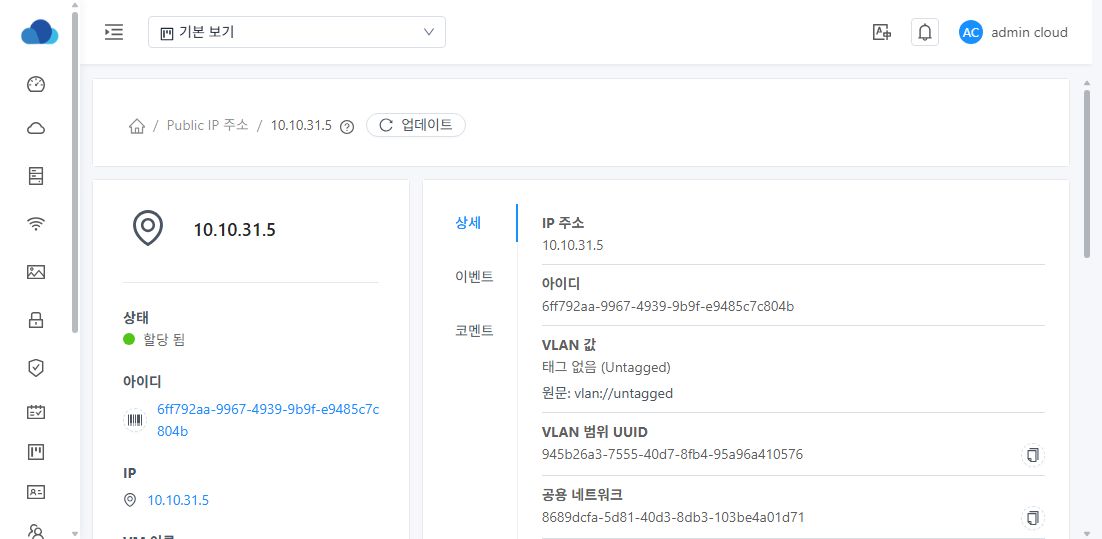 기본 보기
AC admin cloud
/ Public IP 주소 / 10.10.31.5 업데이트
10.10.31.5
상태
할당 됨
아이디
6ff792aa-9967-4939-9b9f-e9485c7c
804b
IP
10.10.31.5
상세
이벤트
코멘트
IP 주소
10.10.31.5
아이디
6ff792aa-9967-4939-9b9f-e9485c7c804b
VLAN 값
태그 없음 (Untagged)
원문: vlan://untagged
VLAN 범위 UUID
945b26a3-7555-40d7-8fb4-95a96a410576
공용 네트워크
8689dcfa-5d81-40d3-8db3-103be4a01d71